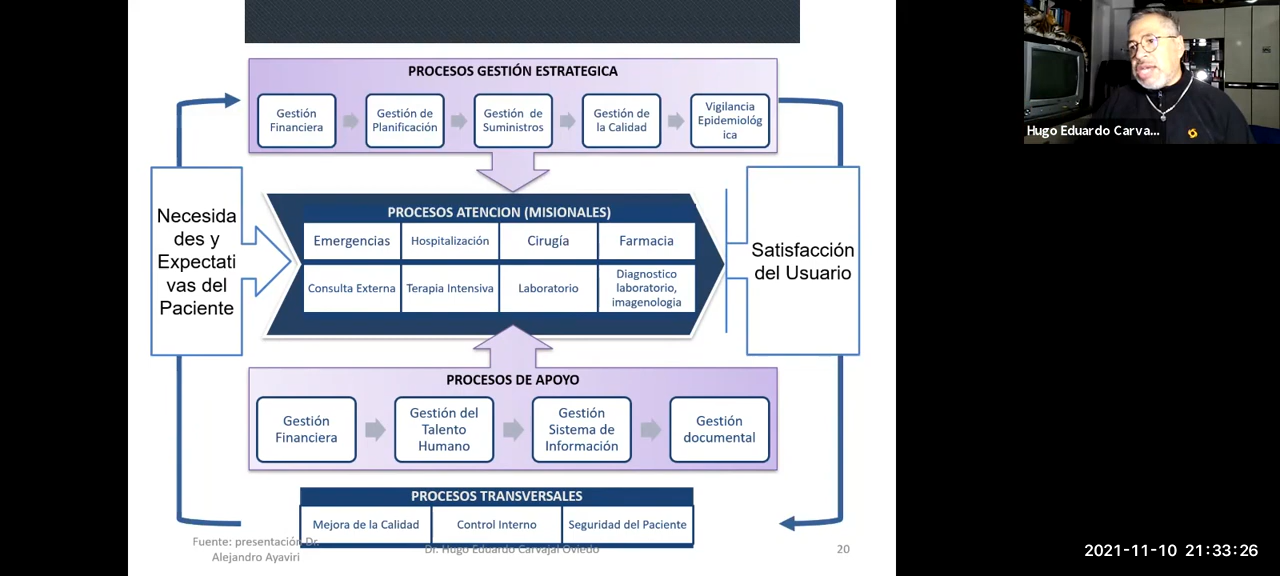 PROCESOS GESTIÓN ESTRATEGICA
Gestión
Financiera
Gestión de
Planificación
Gestión de
Suministros
Gestión de
la Calidad
Vigilancia
Epidemiológ
ica
Necesida
des y
Expectati
vas del
Paciente
PROCESOS ATENCION (MISIONALES)
Emergencias
Hospitalización
Cirugía
Farmacia
Consulta Externa
Terapia Intensiva
Laboratorio
Diagnostico
laboratorio,
imagenologia
Satisfacción
del Usuario
PROCESOS DE APOYO
Gestión
Financiera
Gestión del
Talento
Humano
Gestión
Sistema de
Información
Gestión
documental
PROCESOS TRANSVERSALES
Mejora de la Calidad
Control Interno
Seguridad del Paciente
Fuente: presentación Dr.
Alejandro Ayaviri
Dr. Hugo Eduardo Carvajal Oviedo
20
Hugo Eduardo Carva...
2021-11-10 21:33:26